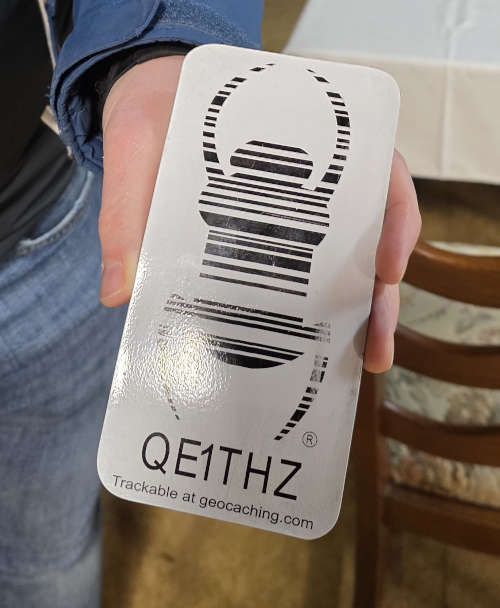 ®
QE1THZ
Trackable at geocaching.com